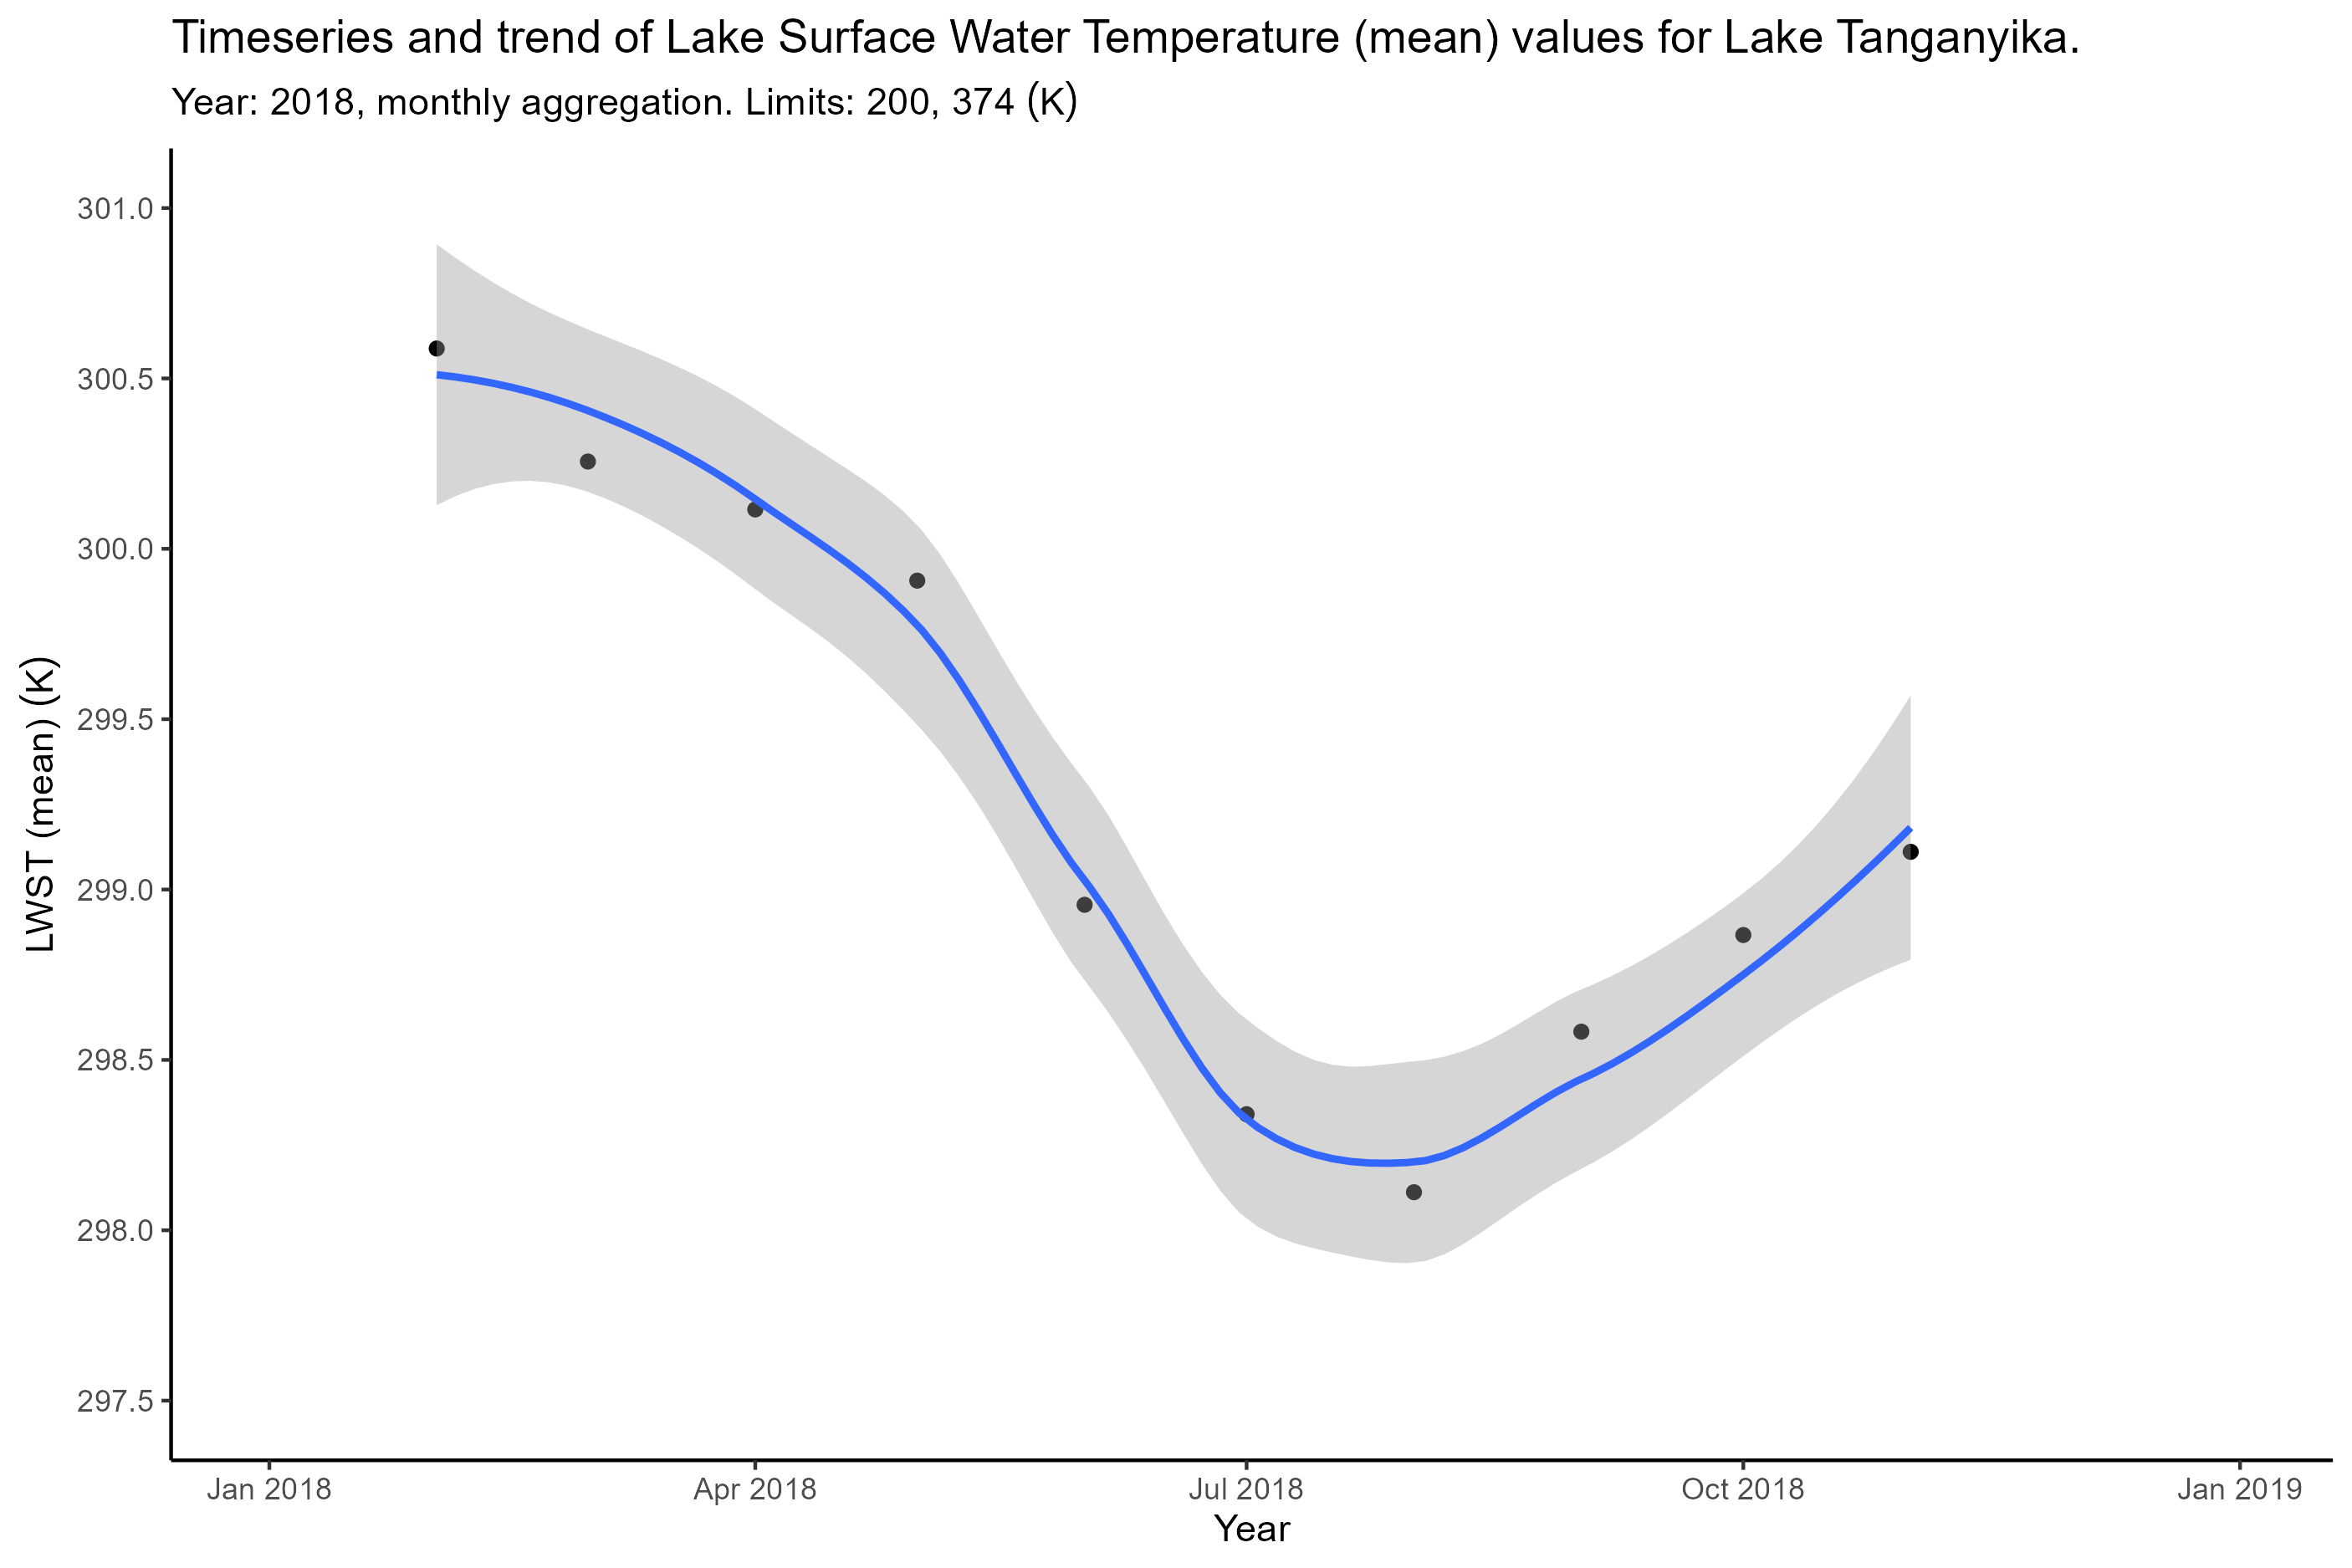 Timeseries and trend of Lake Surface Water Temperature (mean) values for Lake Tanganyika.
Year: 2018, monthly aggregation. Limits: 200, 374 (K)
LWST (mean) (K)
301.0
300.5
300.0
299.5
299.0
298.5
298.0
297.5
Jan 2018
Apr 2018
Jul 2018
Oct 2018
Jan 2019
Year